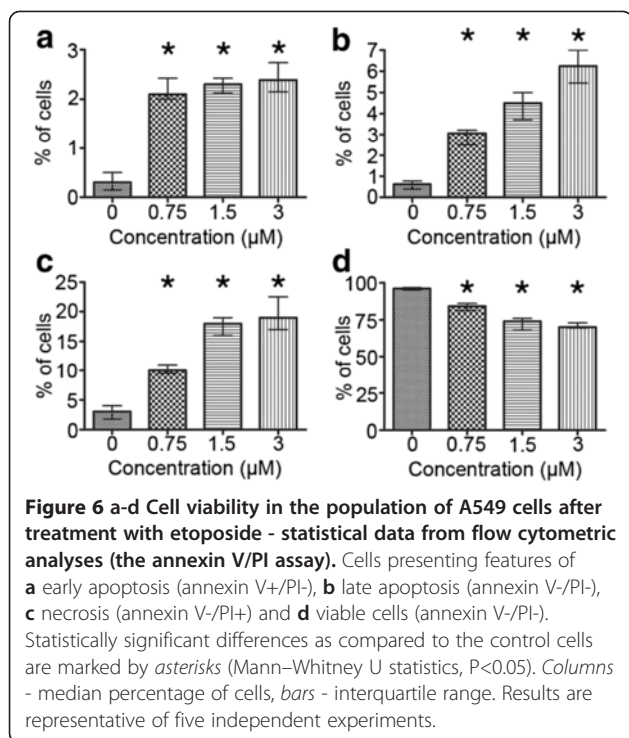 a
* * *
% of cells
3
2
1
0
0 0.75 1.5 3
Concentration (µM)
b
* * *
% of cells
7
6
5
4
3
2
1
0
0 0.75 1.5 3
Concentration (µM)
c
* * *
% of cells
25
20
15
10
5
0
0 0.75 1.5 3
Concentration (µM)
d
* * *
% of cells
100
75
50
25
0
0 0.75 1.5 3
Concentration (µM)
Figure 6 a-d Cell viability in the population of A549 cells after
treatment with etoposide - statistical data from flow cytometric
analyses (the annexin V/PI assay). Cells presenting features of
a early apoptosis (annexin V+/PI-), b late apoptosis (annexin V-/PI-),
c necrosis (annexin V-/PI+) and d viable cells (annexin V-/PI-).
Statistically significant differences as compared to the control cells
are marked by asterisks (Mann–Whitney U statistics, P<0.05). Columns
- median percentage of cells, bars - interquartile range. Results are
representative of five independent experiments.